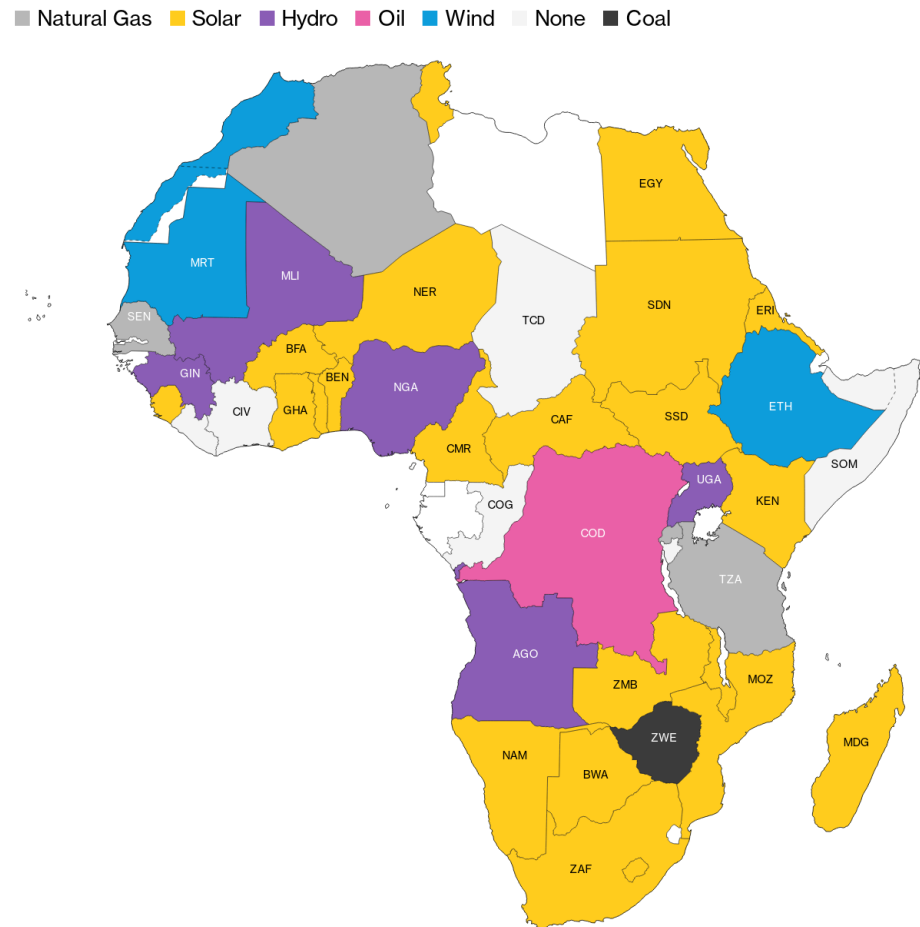 Natural Gas Solar Hydro Oil Wind None Coal
EGY
MRT
MLI
NER
SDN
ERI
SEN
TCD
BFA
GIN
BEN
NGA
CIV
GHA
ETH
CAF
SSD
CMR
SOM
UGA
COG
KEN
COD
TZA
AGO
ZMB
MOZ
ZWE
MDG
NAM
BWA
ZAF